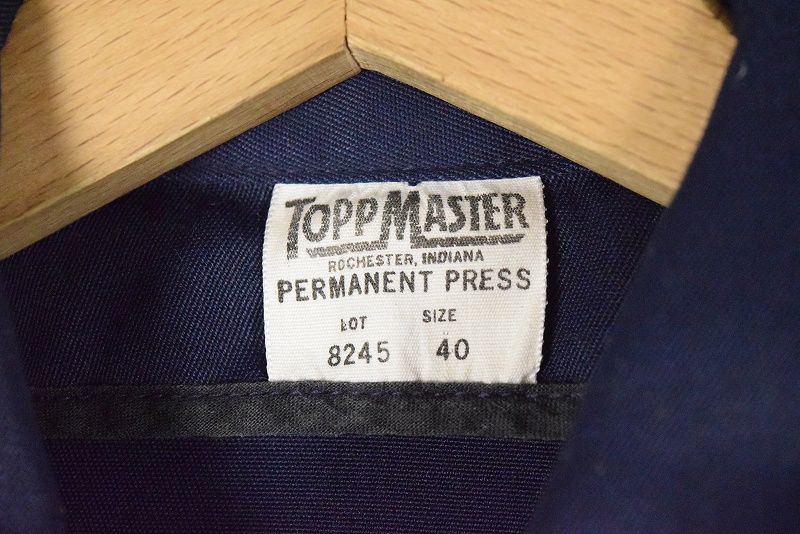 TOPPMASTER
ROCHESTER, INDIANA
PERMANENT PRESS
LOT SIZE
8245 40